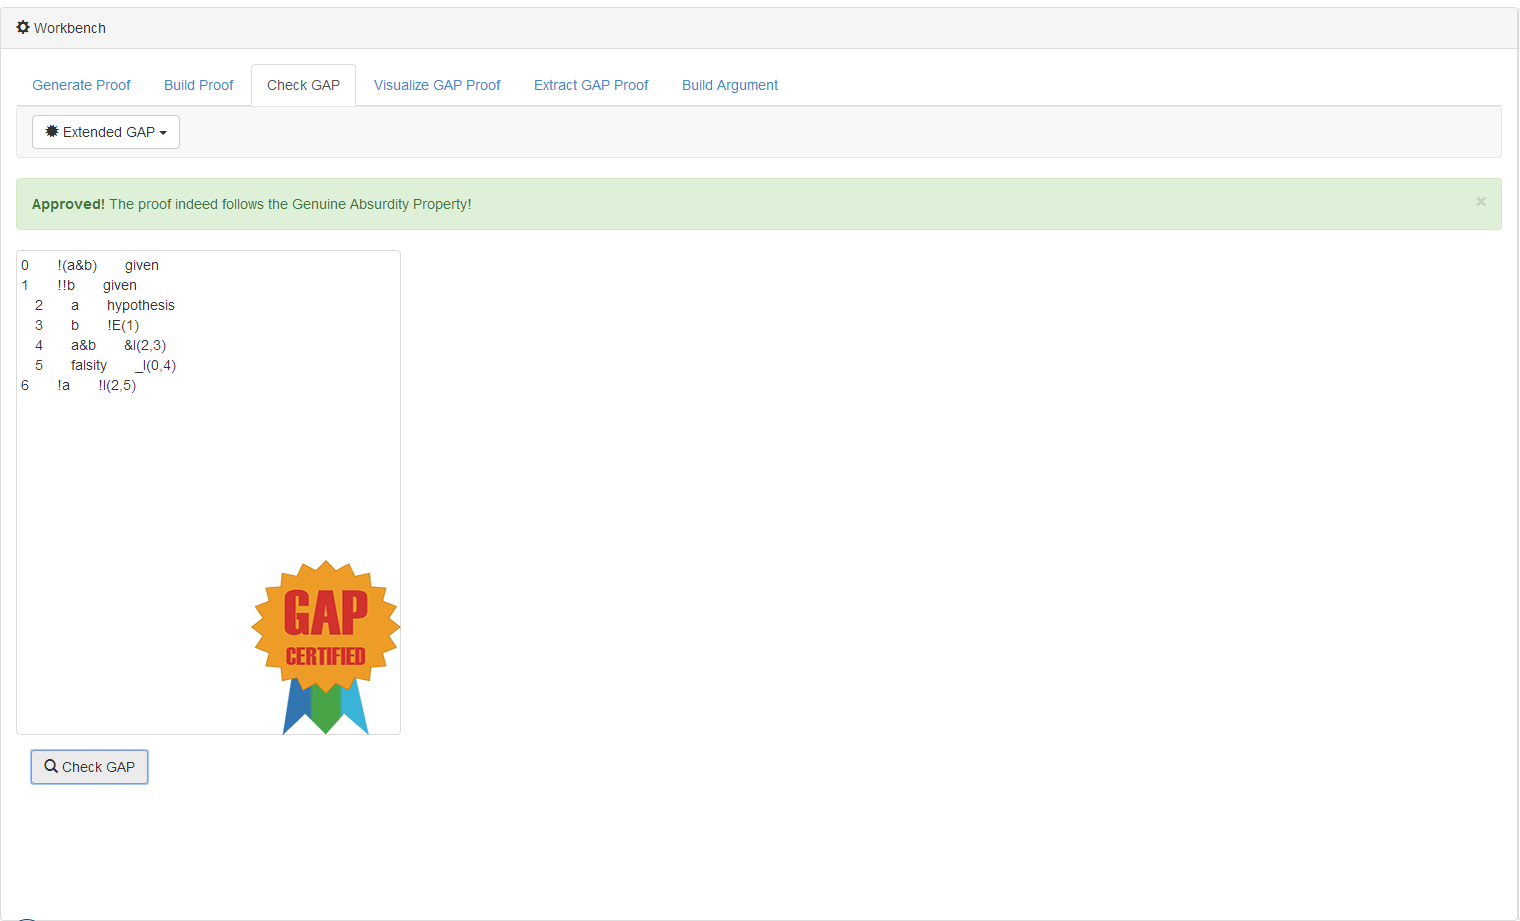 Workbench
Generate Proof Build Proof Check GAP Visualize GAP Proof Extract GAP Proof Build Argument
Extended GAP
Approved! The proof indeed follows the Genuine Absurdity Property! ×
0 !(a&b) given
1 !!b given
2 a hypothesis
3 b !E(1)
4 a&b &I(2,3)
5 falsity _I(0,4)
6 !a !I(2,5)
GAP
CERTIFIED
Check GAP